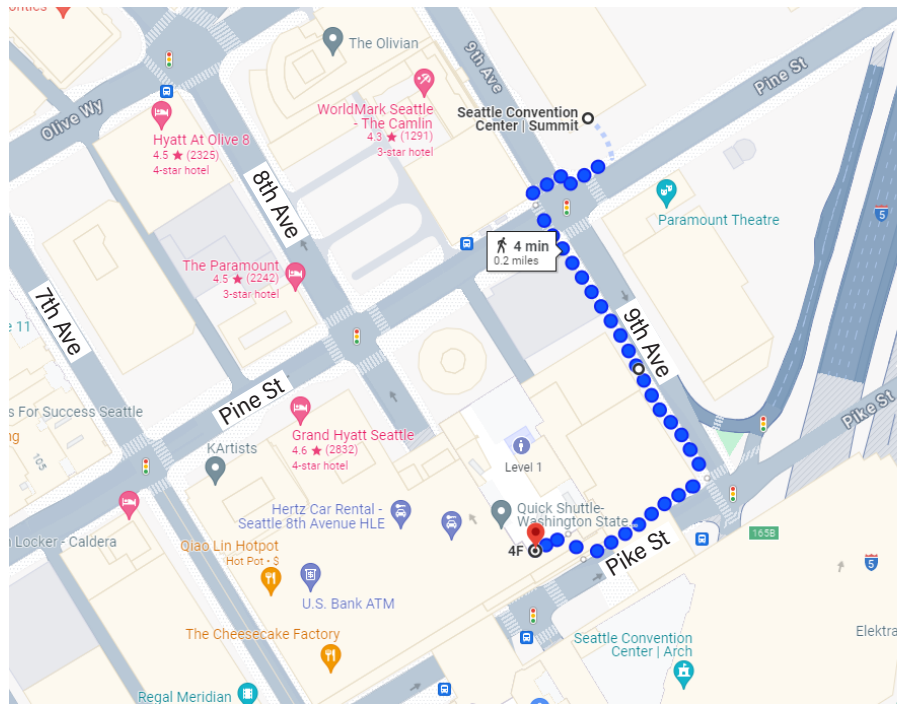 The Olivian
9th Ave
Pine St
Olive Wy
WorldMark Seattle
- The Camlin
4.3 ★ (1291)
3-star hotel
Seattle Convention
Center | Summit
Hyatt At Olive 8
4.5 ★ (2325)
4-star hotel
8th Ave
Paramount Theatre
5
4 min
0.2 miles
The Paramount
4.5 ★ (2242)
3-star hotel
7th Ave
e 11
9th Ave
Pine St
Pike St
s For Success Seattle
ng
105
KArtists
Grand Hyatt Seattle
4.6 ★ (2832)
4-star hotel
Level 1
Hertz Car Rental -
Seattle 8th Avenue HLE
Quick Shuttle-
Washington State...
n Locker - Caldera
Qiao Lin Hotpot
Hot Pot • $
4F
Pike St
165B
5
U.S. Bank ATM
The Cheesecake Factory
Seattle Convention
Center | Arch
Elektra
Regal Meridian